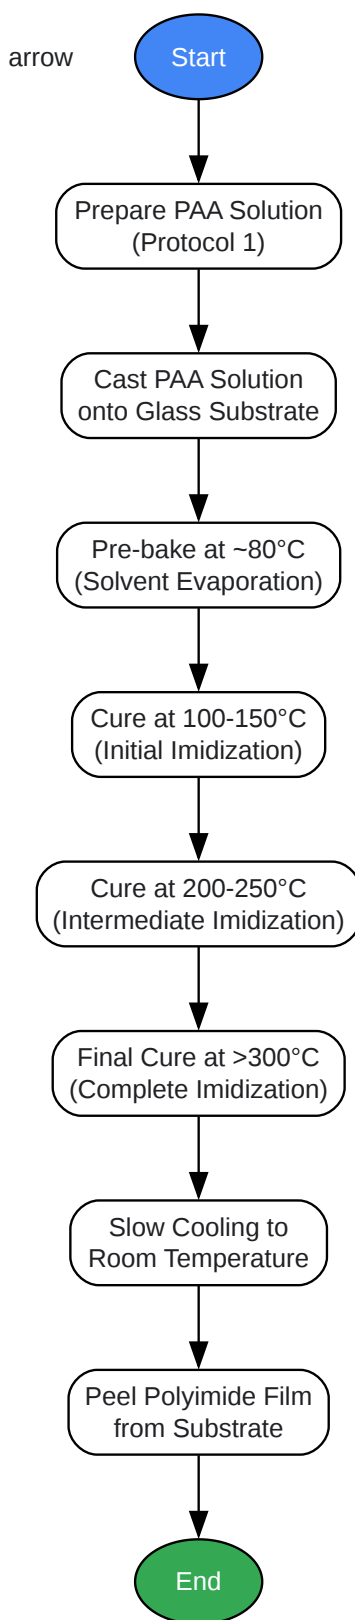 arrow
Start
Prepare PAA Solution
(Protocol 1)
Cast PAA Solution
onto Glass Substrate
Pre-bake at ~80°C
(Solvent Evaporation)
Cure at 100-150°C
(Initial Imidization)
Cure at 200-250°C
(Intermediate Imidization)
Final Cure at >300°C
(Complete Imidization)
Slow Cooling to
Room Temperature
Peel Polyimide Film
from Substrate
End